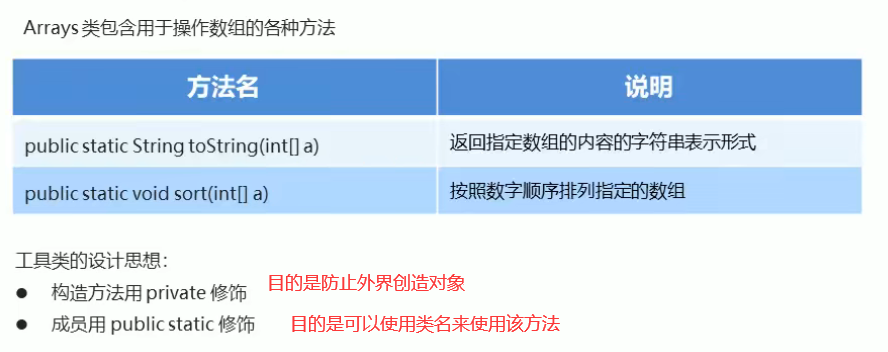 Arrays 类包含用于操作数组的各种方法
方法名 说明
public static String toString(int[] a) 返回指定数组的内容的字符串表示形式
public static void sort(int[] a) 按照数字顺序排列指定的数组
工具类的设计思想：
● 构造方法用 private 修饰 目的是防止外界创造对象
● 成员用 public static 修饰 目的是可以使用类名来使用该方法